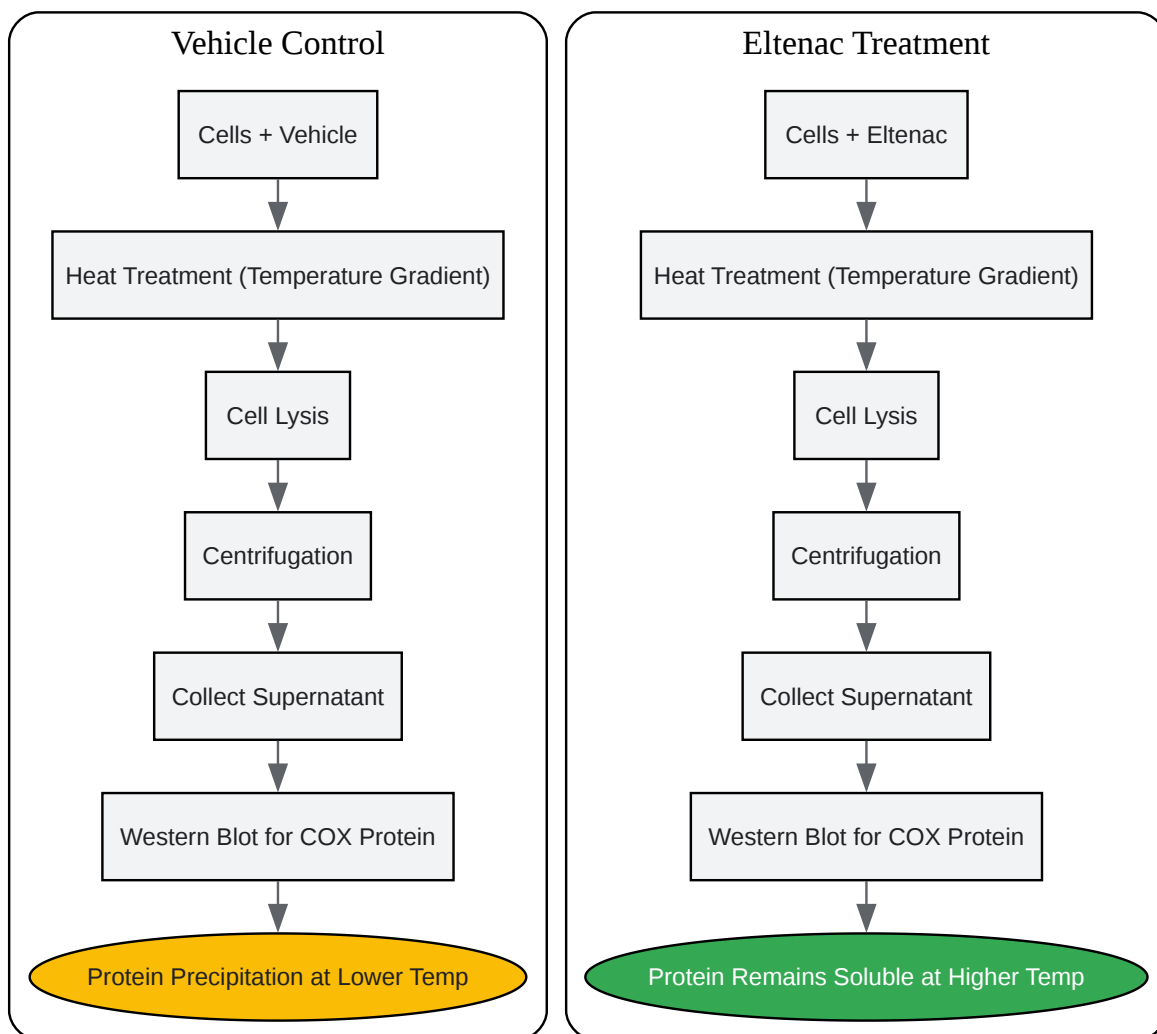 Vehicle Control
Cells + Vehicle
Heat Treatment (Temperature Gradient)
Cell Lysis
Centrifugation
Collect Supernatant
Western Blot for COX Protein
Protein Precipitation at Lower Temp
Eltenac Treatment
Cells + Eltenac
Heat Treatment (Temperature Gradient)
Cell Lysis
Centrifugation
Collect Supernatant
Western Blot for COX Protein
Protein Remains Soluble at Higher Temp